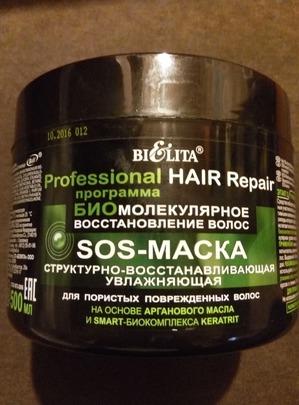 10.2016 012
BIELITA®
Professional HAIR Repair
программа
БИОМОЛЕКУЛЯРНОЕ
ВОССТАНОВЛЕНИЕ ВОЛОС
SOS-МАСКА
СТРУКТУРНО-ВОССТАНАВЛИВАЮЩАЯ
УВЛАЖНЯЮЩАЯ
ДЛЯ ПОРИСТЫХ ПОВРЕЖДЕННЫХ ВОЛОС
НА ОСНОВЕ АРГАНОВОГО МАСЛА
И SMART-БИОКОМПЛЕКСА KERATRIT
EAC
500 МЛ